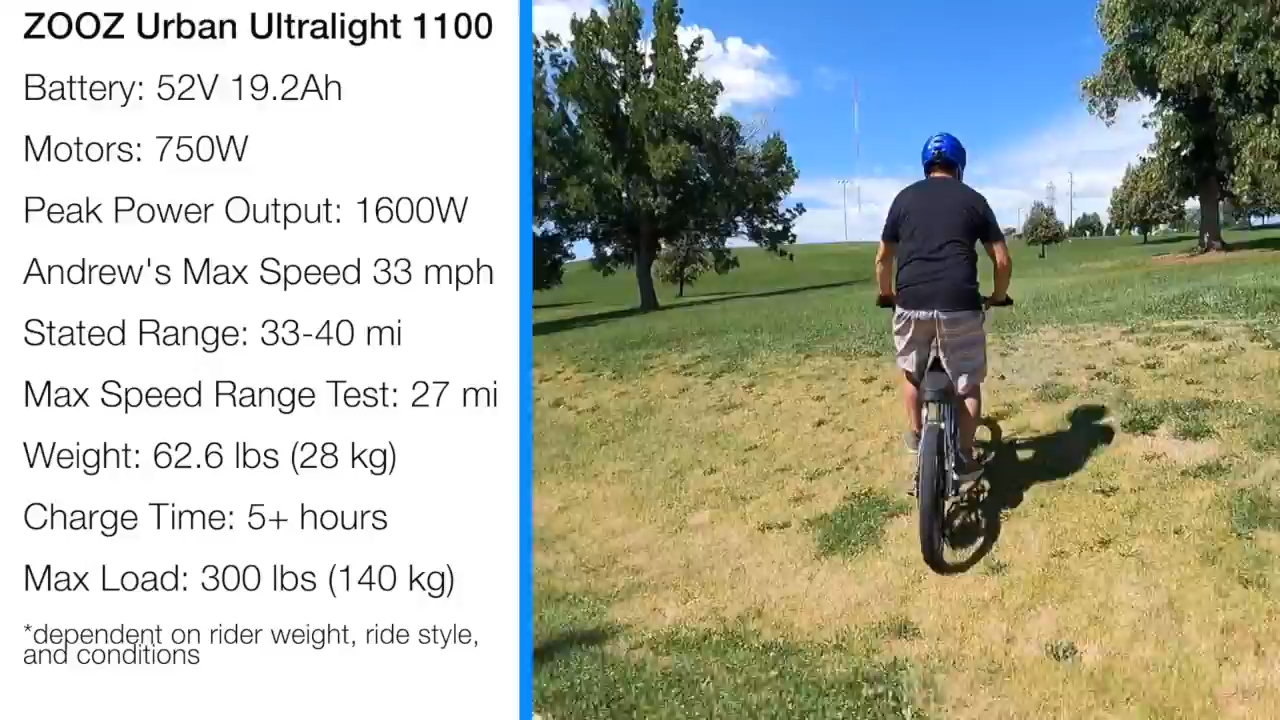 ZOOZ Urban Ultralight 1100
Battery: 52V 19.2Ah
Motors: 750W
Peak Power Output: 1600W
Andrew's Max Speed 33 mph
Stated Range: 33-40 mi
Max Speed Range Test: 27 mi
Weight: 62.6 lbs (28 kg)
Charge Time: 5+ hours
Max Load: 300 lbs (140 kg)
*dependent on rider weight, ride style,
and conditions